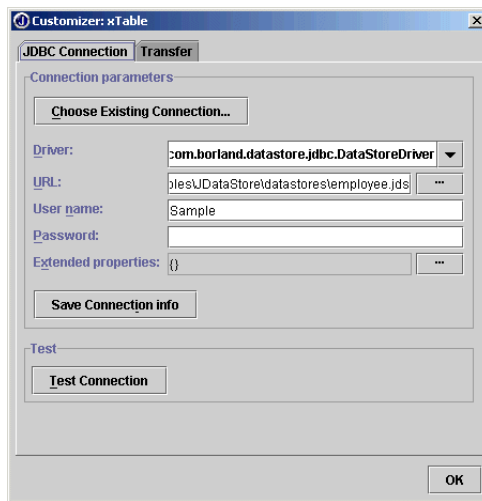 Customizer: xTable
JDBC Connection Transfer
Connection parameters
Choose Existing Connection...
Driver: com.borland.datastore.jdbc.DataStoreDriver
URL: ples\JDataStore\datastores\employee.jds ...
User name: Sample
Password:
Extended properties: {} ...
Save Connection info
Test
Test Connection
OK